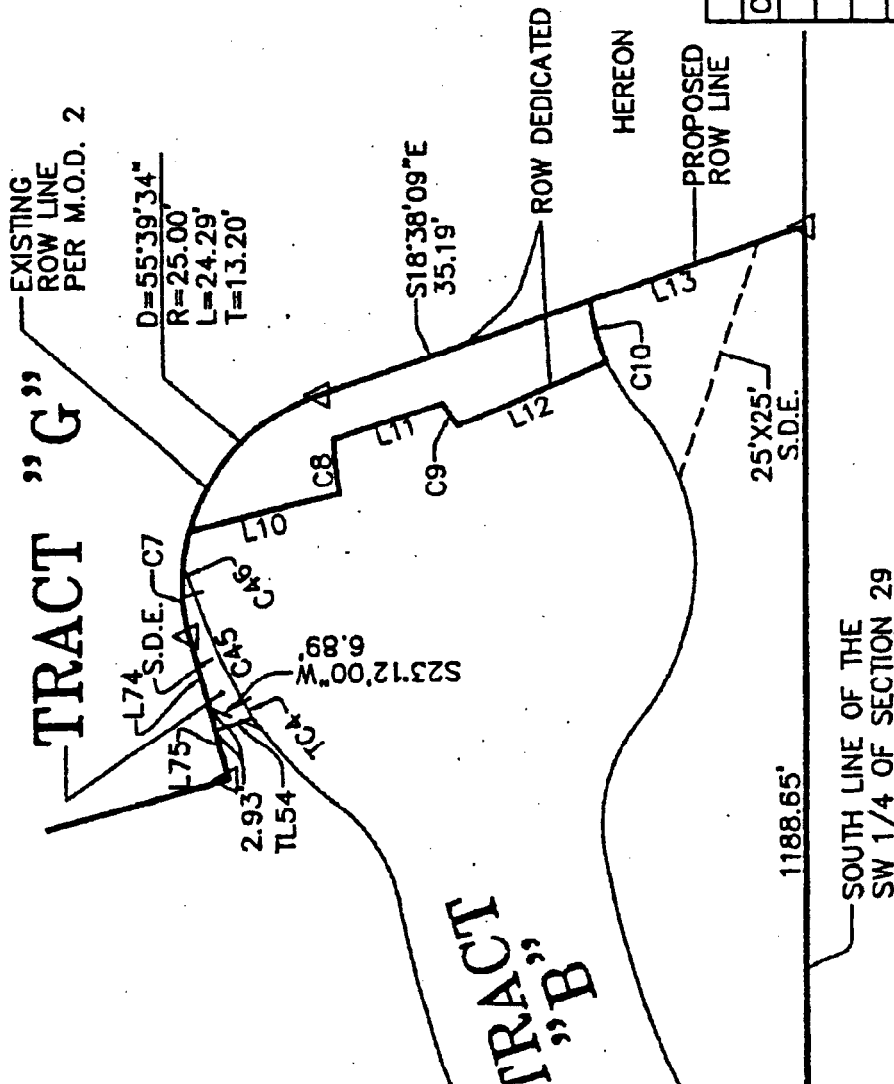 EXISTING
ROW LINE
PER M.O.D. 2
TRACT "G"
D=55°39'34"
R=25.00'
L=24.29'
T=13.20'
S18°38'09"E
35.19'
ROW DEDICATED
HEREON
PROPOSED
ROW LINE
L74
S.D.E.
C7
L75
C45
C46
L10
C8
L11
C9
L12
C10
L13
S23°12'00"W
6.89'
TC4
2.93'
TL54
25'X25'
S.D.E.
TRACT
"B"
1188.65'
SOUTH LINE OF THE
SW 1/4 OF SECTION 29